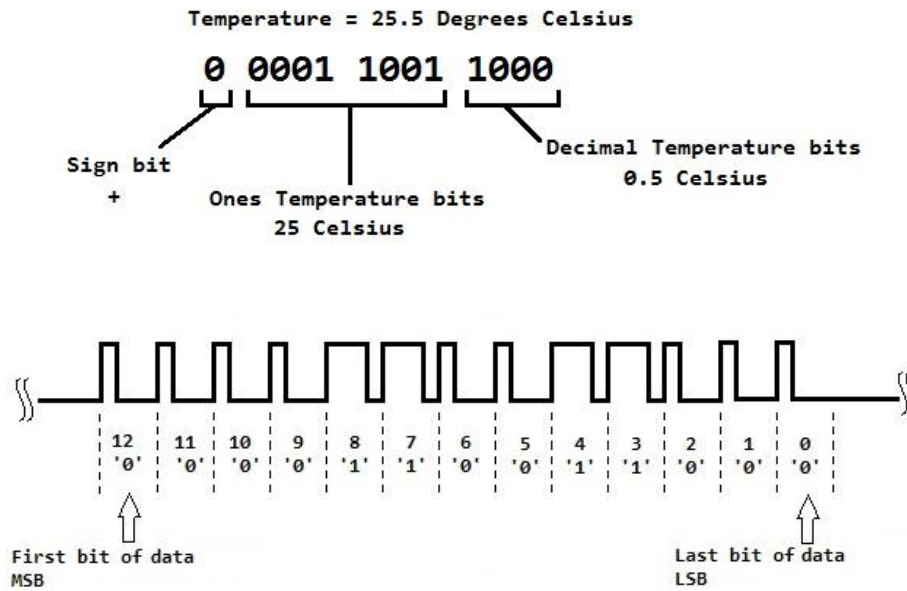 Temperature = 25.5 Degrees Celsius
0 0001 1001 1000
Sign bit
+
Ones Temperature bits
25 Celsius
Decimal Temperature bits
0.5 Celsius
12 11 10 9 8 7 6 5 4 3 2 1 0
'0' '0' '0' '0' '1' '1' '0' '0' '1' '1' '0' '0' '0'
First bit of data
MSB
Last bit of data
LSB